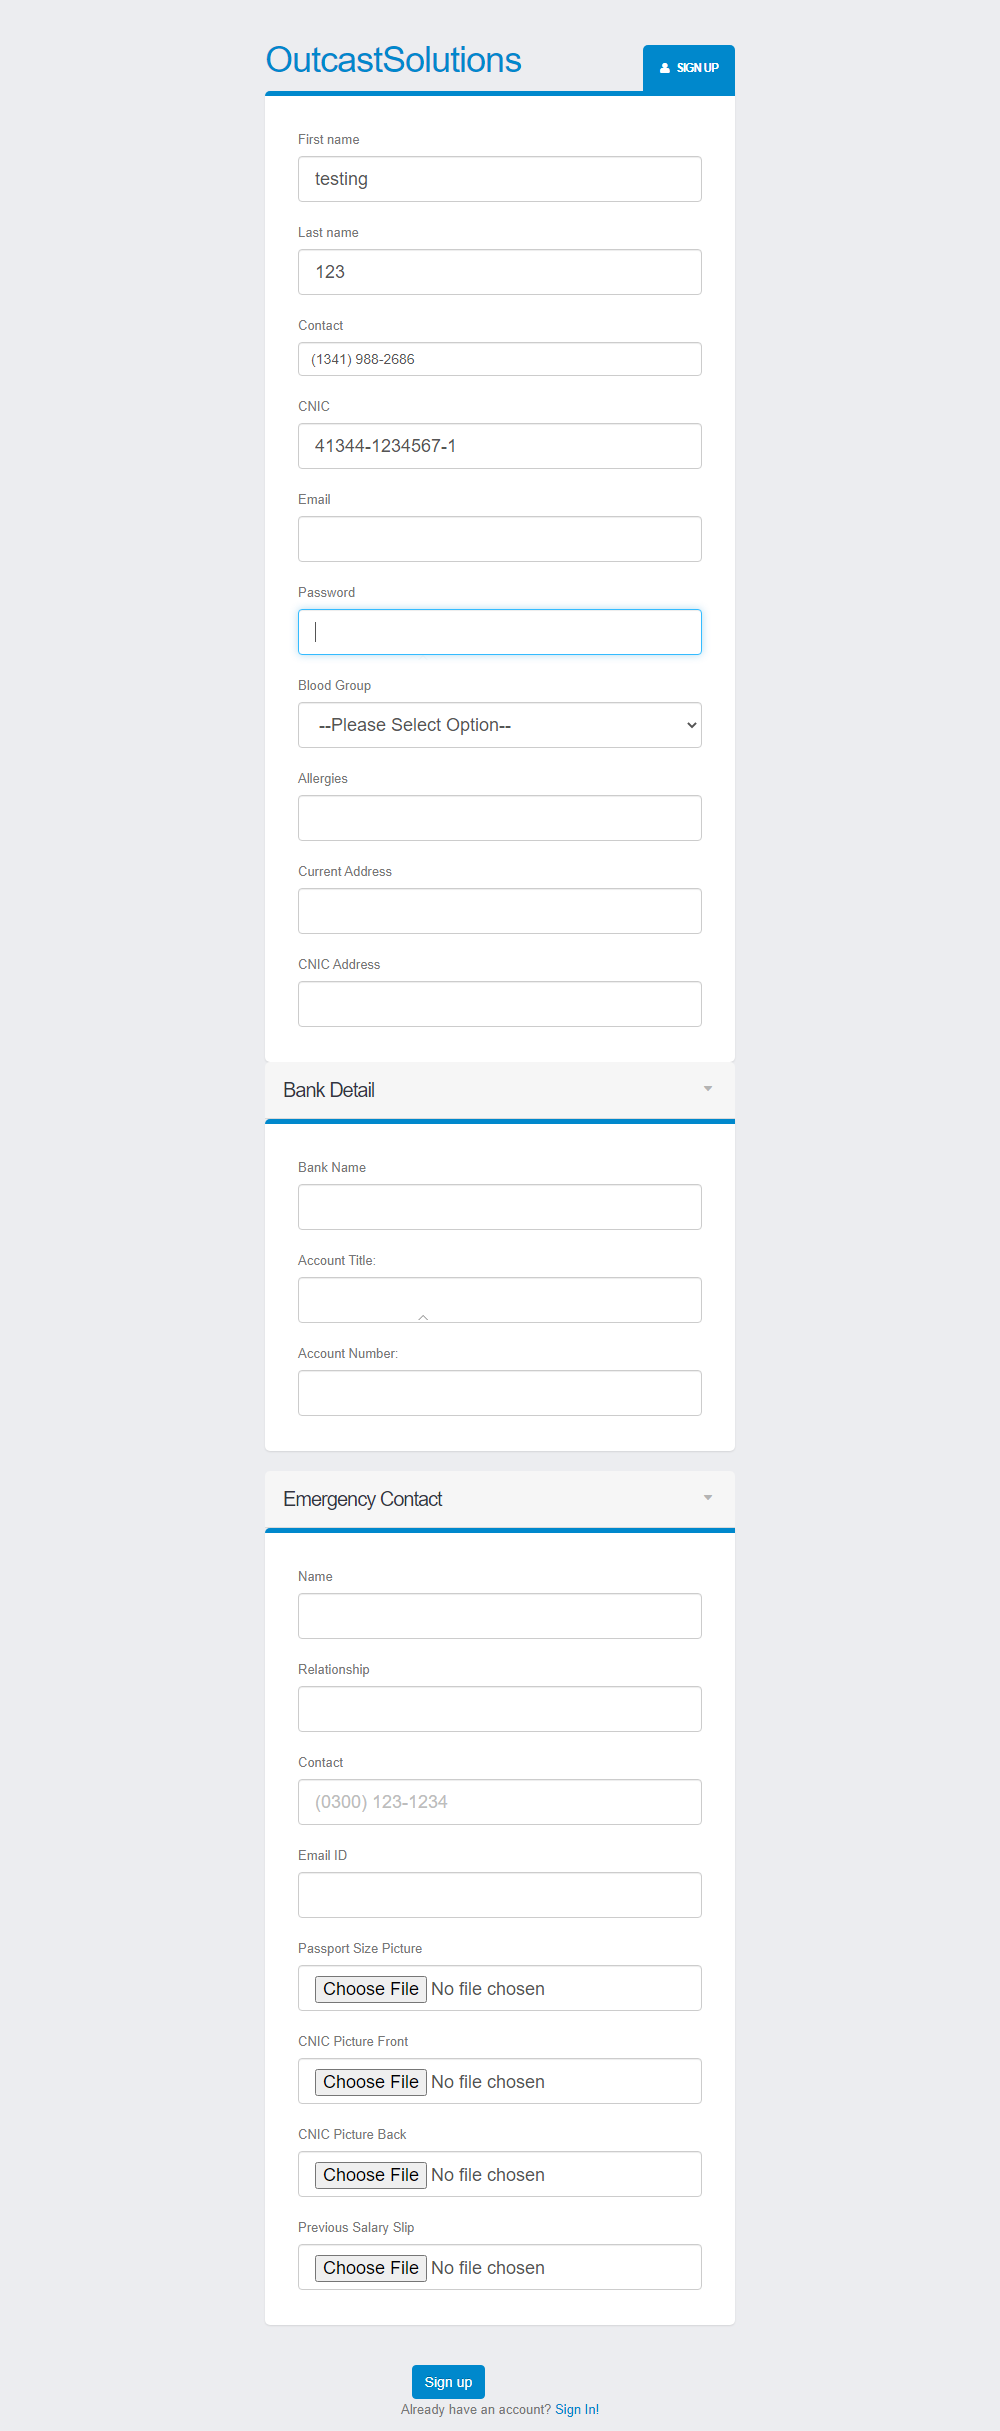 OutcastSolutions
SIGN UP
First name
testing
Last name
123
Contact
(1341) 988-2686
CNIC
41344-1234567-1
Email
Password
Blood Group
--Please Select Option--
Allergies
Current Address
CNIC Address
Bank Detail
Bank Name
Account Title:
Account Number:
Emergency Contact
Name
Relationship
Contact
(0300) 123-1234
Email ID
Passport Size Picture
Choose File No file chosen
CNIC Picture Front
Choose File No file chosen
CNIC Picture Back
Choose File No file chosen
Previous Salary Slip
Choose File No file chosen
Sign up
Already have an account? Sign In!